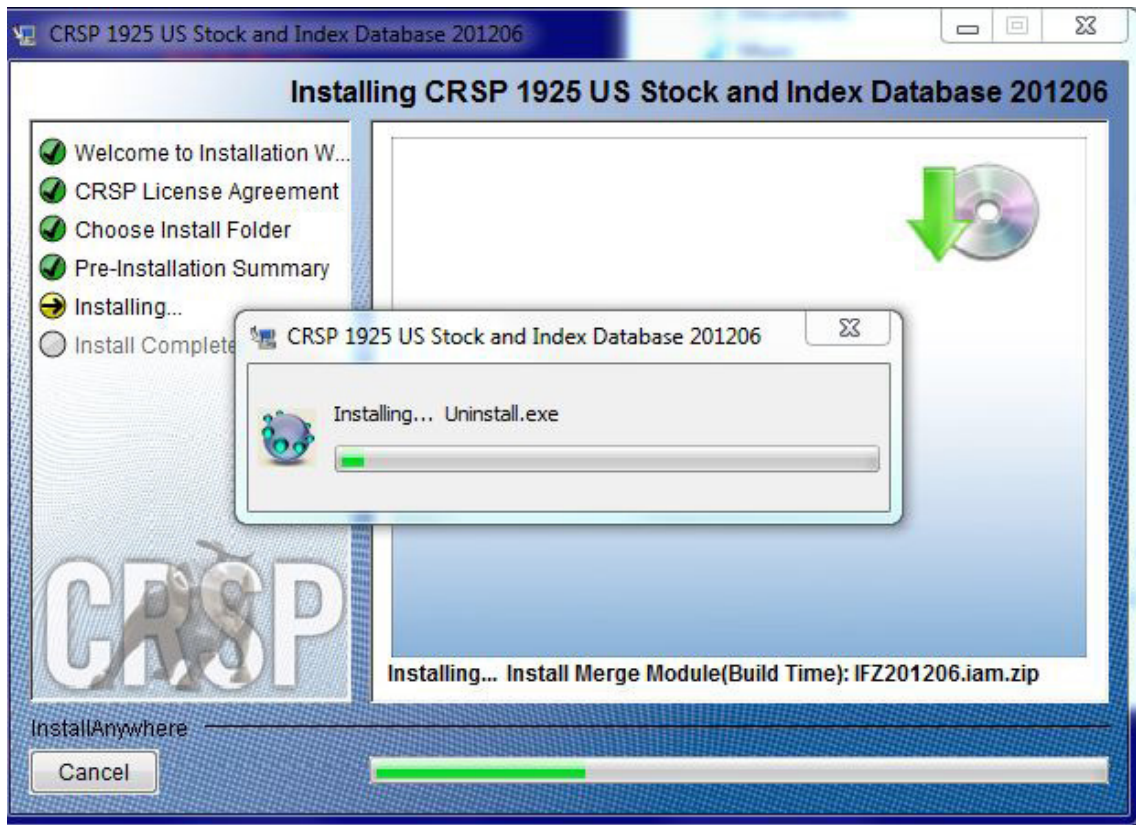 CRSP 1925 US Stock and Index Database 201206
Installing CRSP 1925 US Stock and Index Database 201206
Welcome to Installation W...
CRSP License Agreement
Choose Install Folder
Pre-Installation Summary
Installing...
Install Complete
CRSP 1925 US Stock and Index Database 201206
Installing... Uninstall.exe
CRSP
Installing... Install Merge Module(Build Time): IFZ201206.iam.zip
InstallAnywhere
Cancel